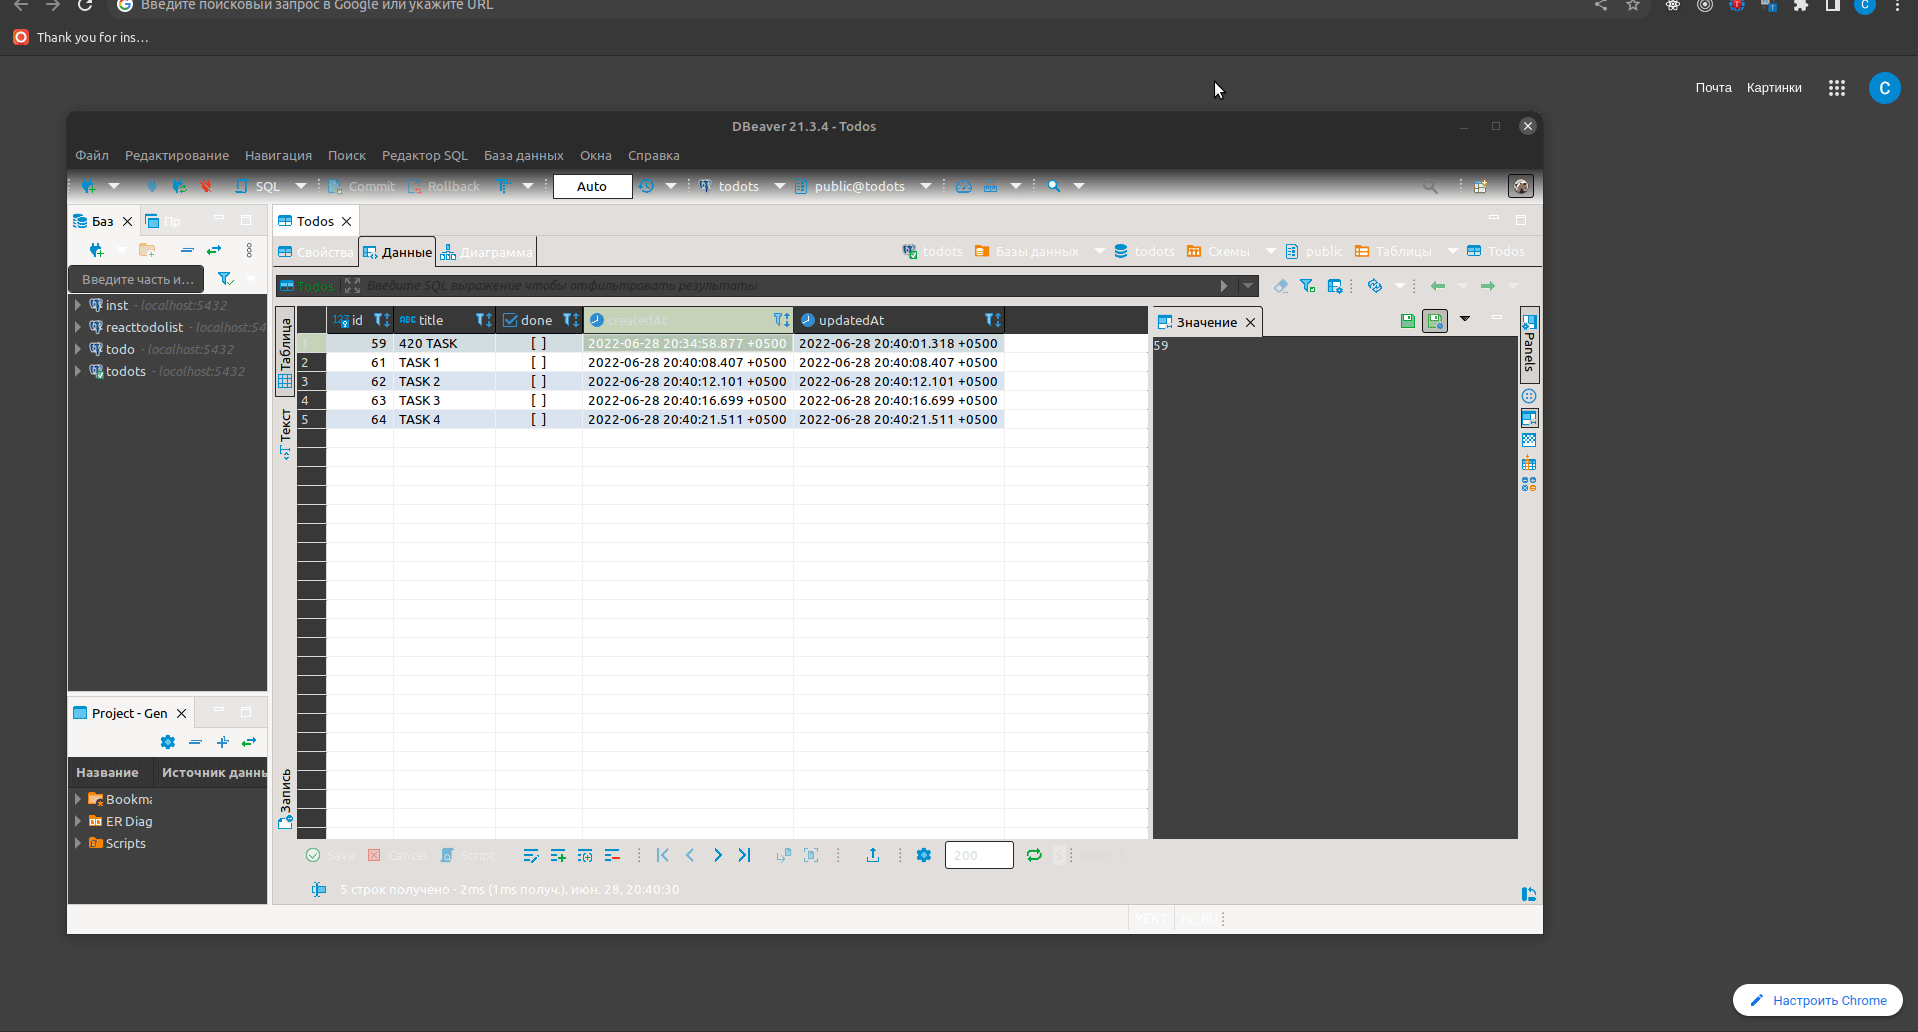 Введите поисковый запрос в Google или укажите URL
Thank you for ins…
Почта Картинки
C
DBeaver 21.3.4 - Todos
Файл Редактирование Навигация Поиск Редактор SQL База данных Окна Справка
SQL Commit Rollback Auto todots public@todots
Баз Пр Todos
Свойства Данные Диаграмма todots Базы данных todots Схемы public Таблицы Todos
Введите часть и…
Todos Введите SQL выражение чтобы отфильтровать результаты
inst - localhost:5432
reacttodolist - localhost:54
todo - localhost:5432
todots - localhost:5432
Таблица
Текст
Запись
123 id ABC title done createdAt updatedAt
1 59 420 TASK [ ] 2022-06-28 20:34:58.877 +0500 2022-06-28 20:40:01.318 +0500
2 61 TASK 1 [ ] 2022-06-28 20:40:08.407 +0500 2022-06-28 20:40:08.407 +0500
3 62 TASK 2 [ ] 2022-06-28 20:40:12.101 +0500 2022-06-28 20:40:12.101 +0500
4 63 TASK 3 [ ] 2022-06-28 20:40:16.699 +0500 2022-06-28 20:40:16.699 +0500
5 64 TASK 4 [ ] 2022-06-28 20:40:21.511 +0500 2022-06-28 20:40:21.511 +0500
Значение
59
Panels
Project - Gen
Название Источник данны
Bookma
ER Diag
Scripts
Save Cancel Script 200
5 строк получено - 2ms (1ms получ.), июн. 28, 20:40:30
YEKT ru_RU
Настроить Chrome